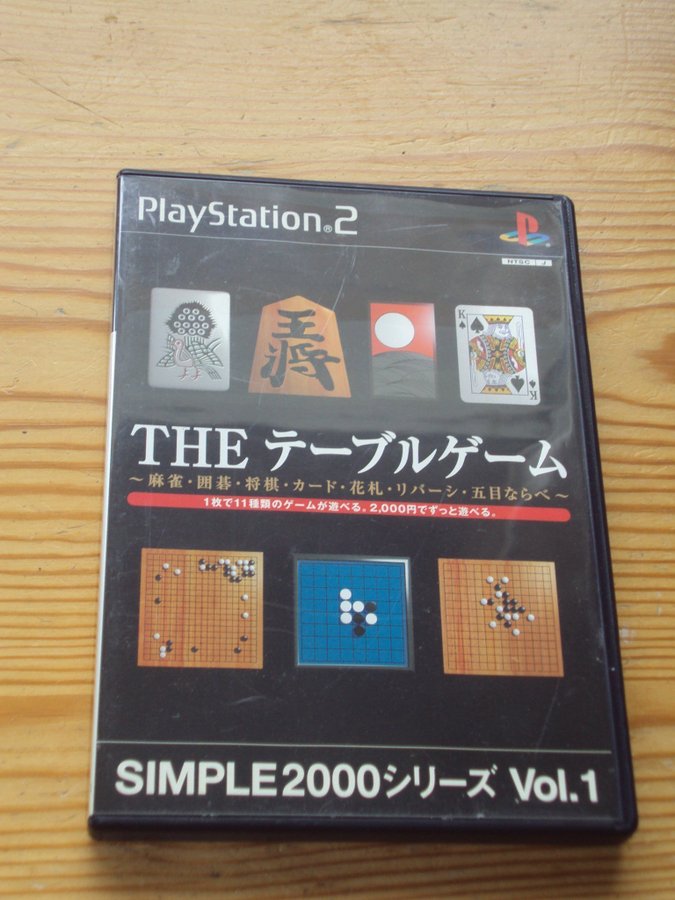 PlayStation®2
NTSC J
王将
K
K
THE テーブルゲーム
～麻雀・囲碁・将棋・カード・花札・リバーシ・五目ならべ～
1枚で11種類のゲームが遊べる。2,000円でずっと遊べる。
SIMPLE2000シリーズ Vol.1